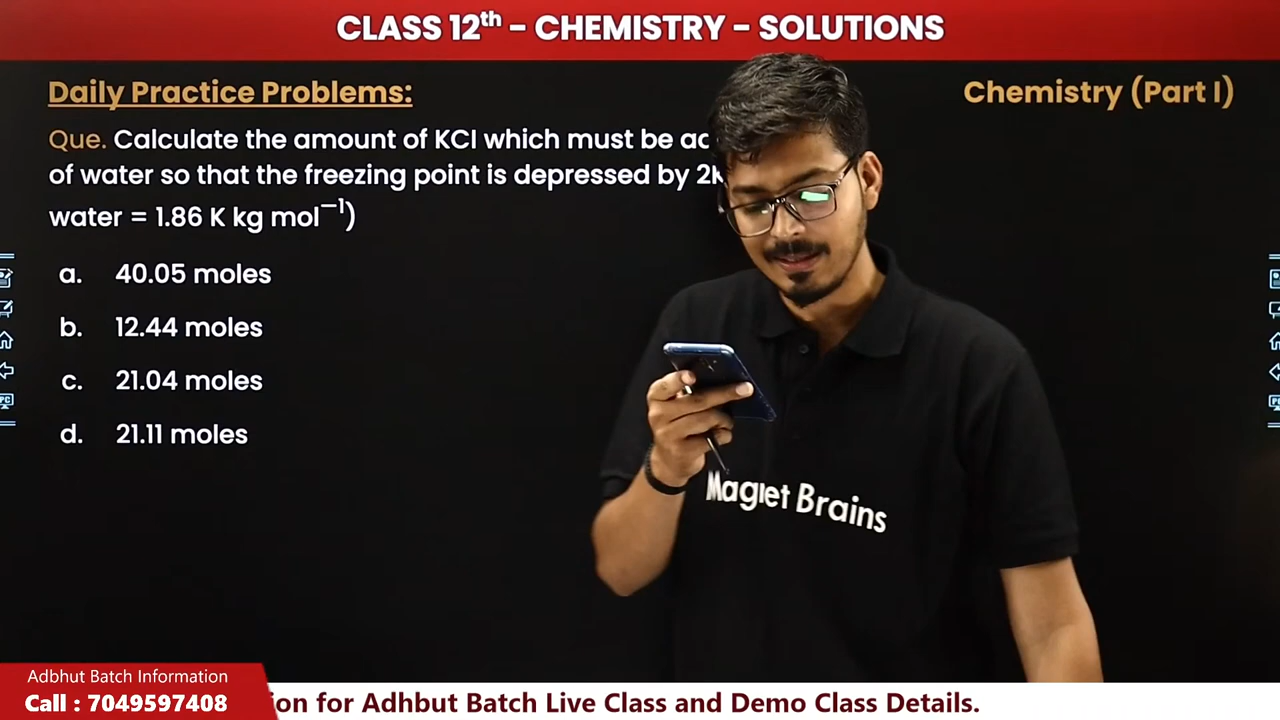 CLASS 12th - CHEMISTRY - SOLUTIONS
Daily Practice Problems:
Chemistry (Part I)
Que. Calculate the amount of KCl which must be
of water so that the freezing point is depressed by 2K
water = 1.86 K kg mol⁻¹)
a. 40.05 moles
b. 12.44 moles
c. 21.04 moles
d. 21.11 moles
Magnet Brains
Adbhut Batch Information
Call : 7049597408
for Adhbut Batch Live Class and Demo Class Details.